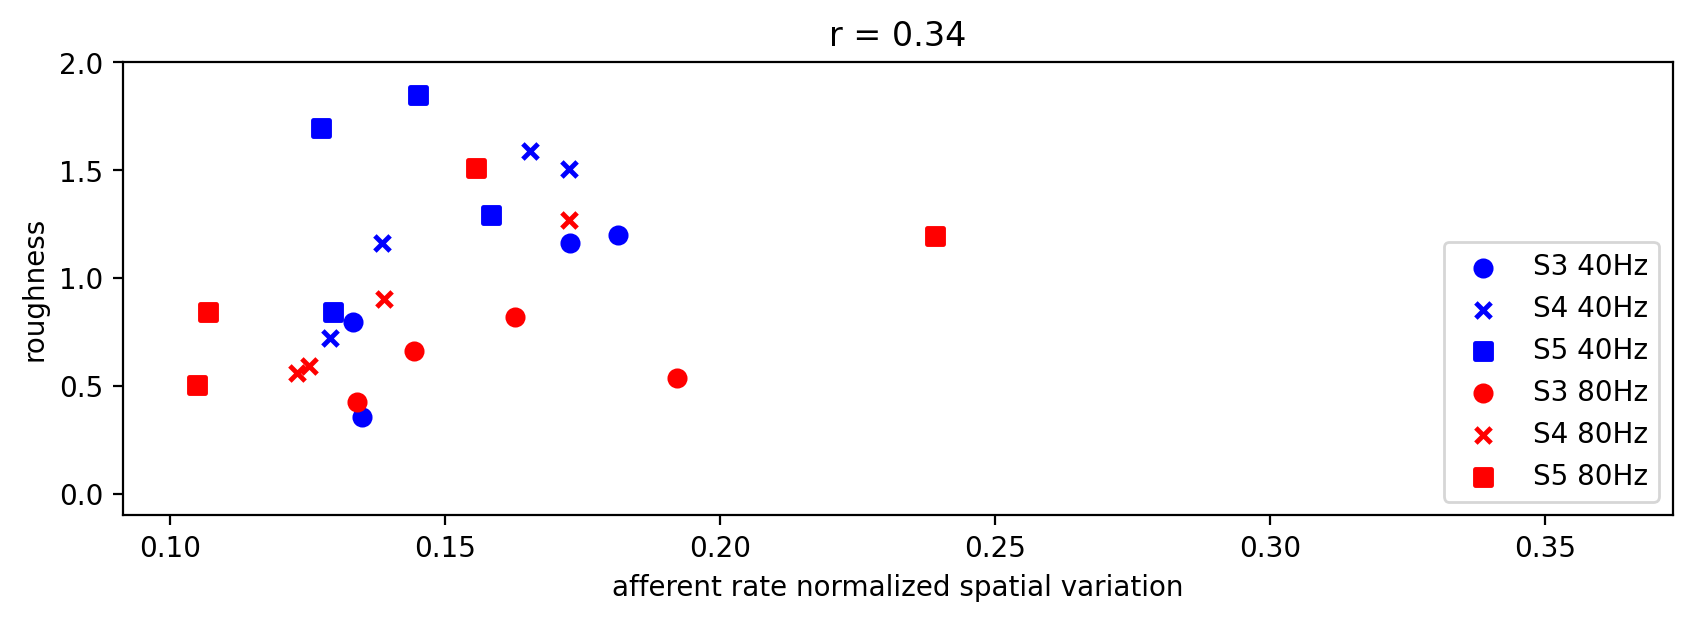 r = 0.34
2.0
1.5
1.0
0.5
0.0
roughness
S3 40Hz
S4 40Hz
S5 40Hz
S3 80Hz
S4 80Hz
S5 80Hz
0.10 0.15 0.20 0.25 0.30 0.35
afferent rate normalized spatial variation